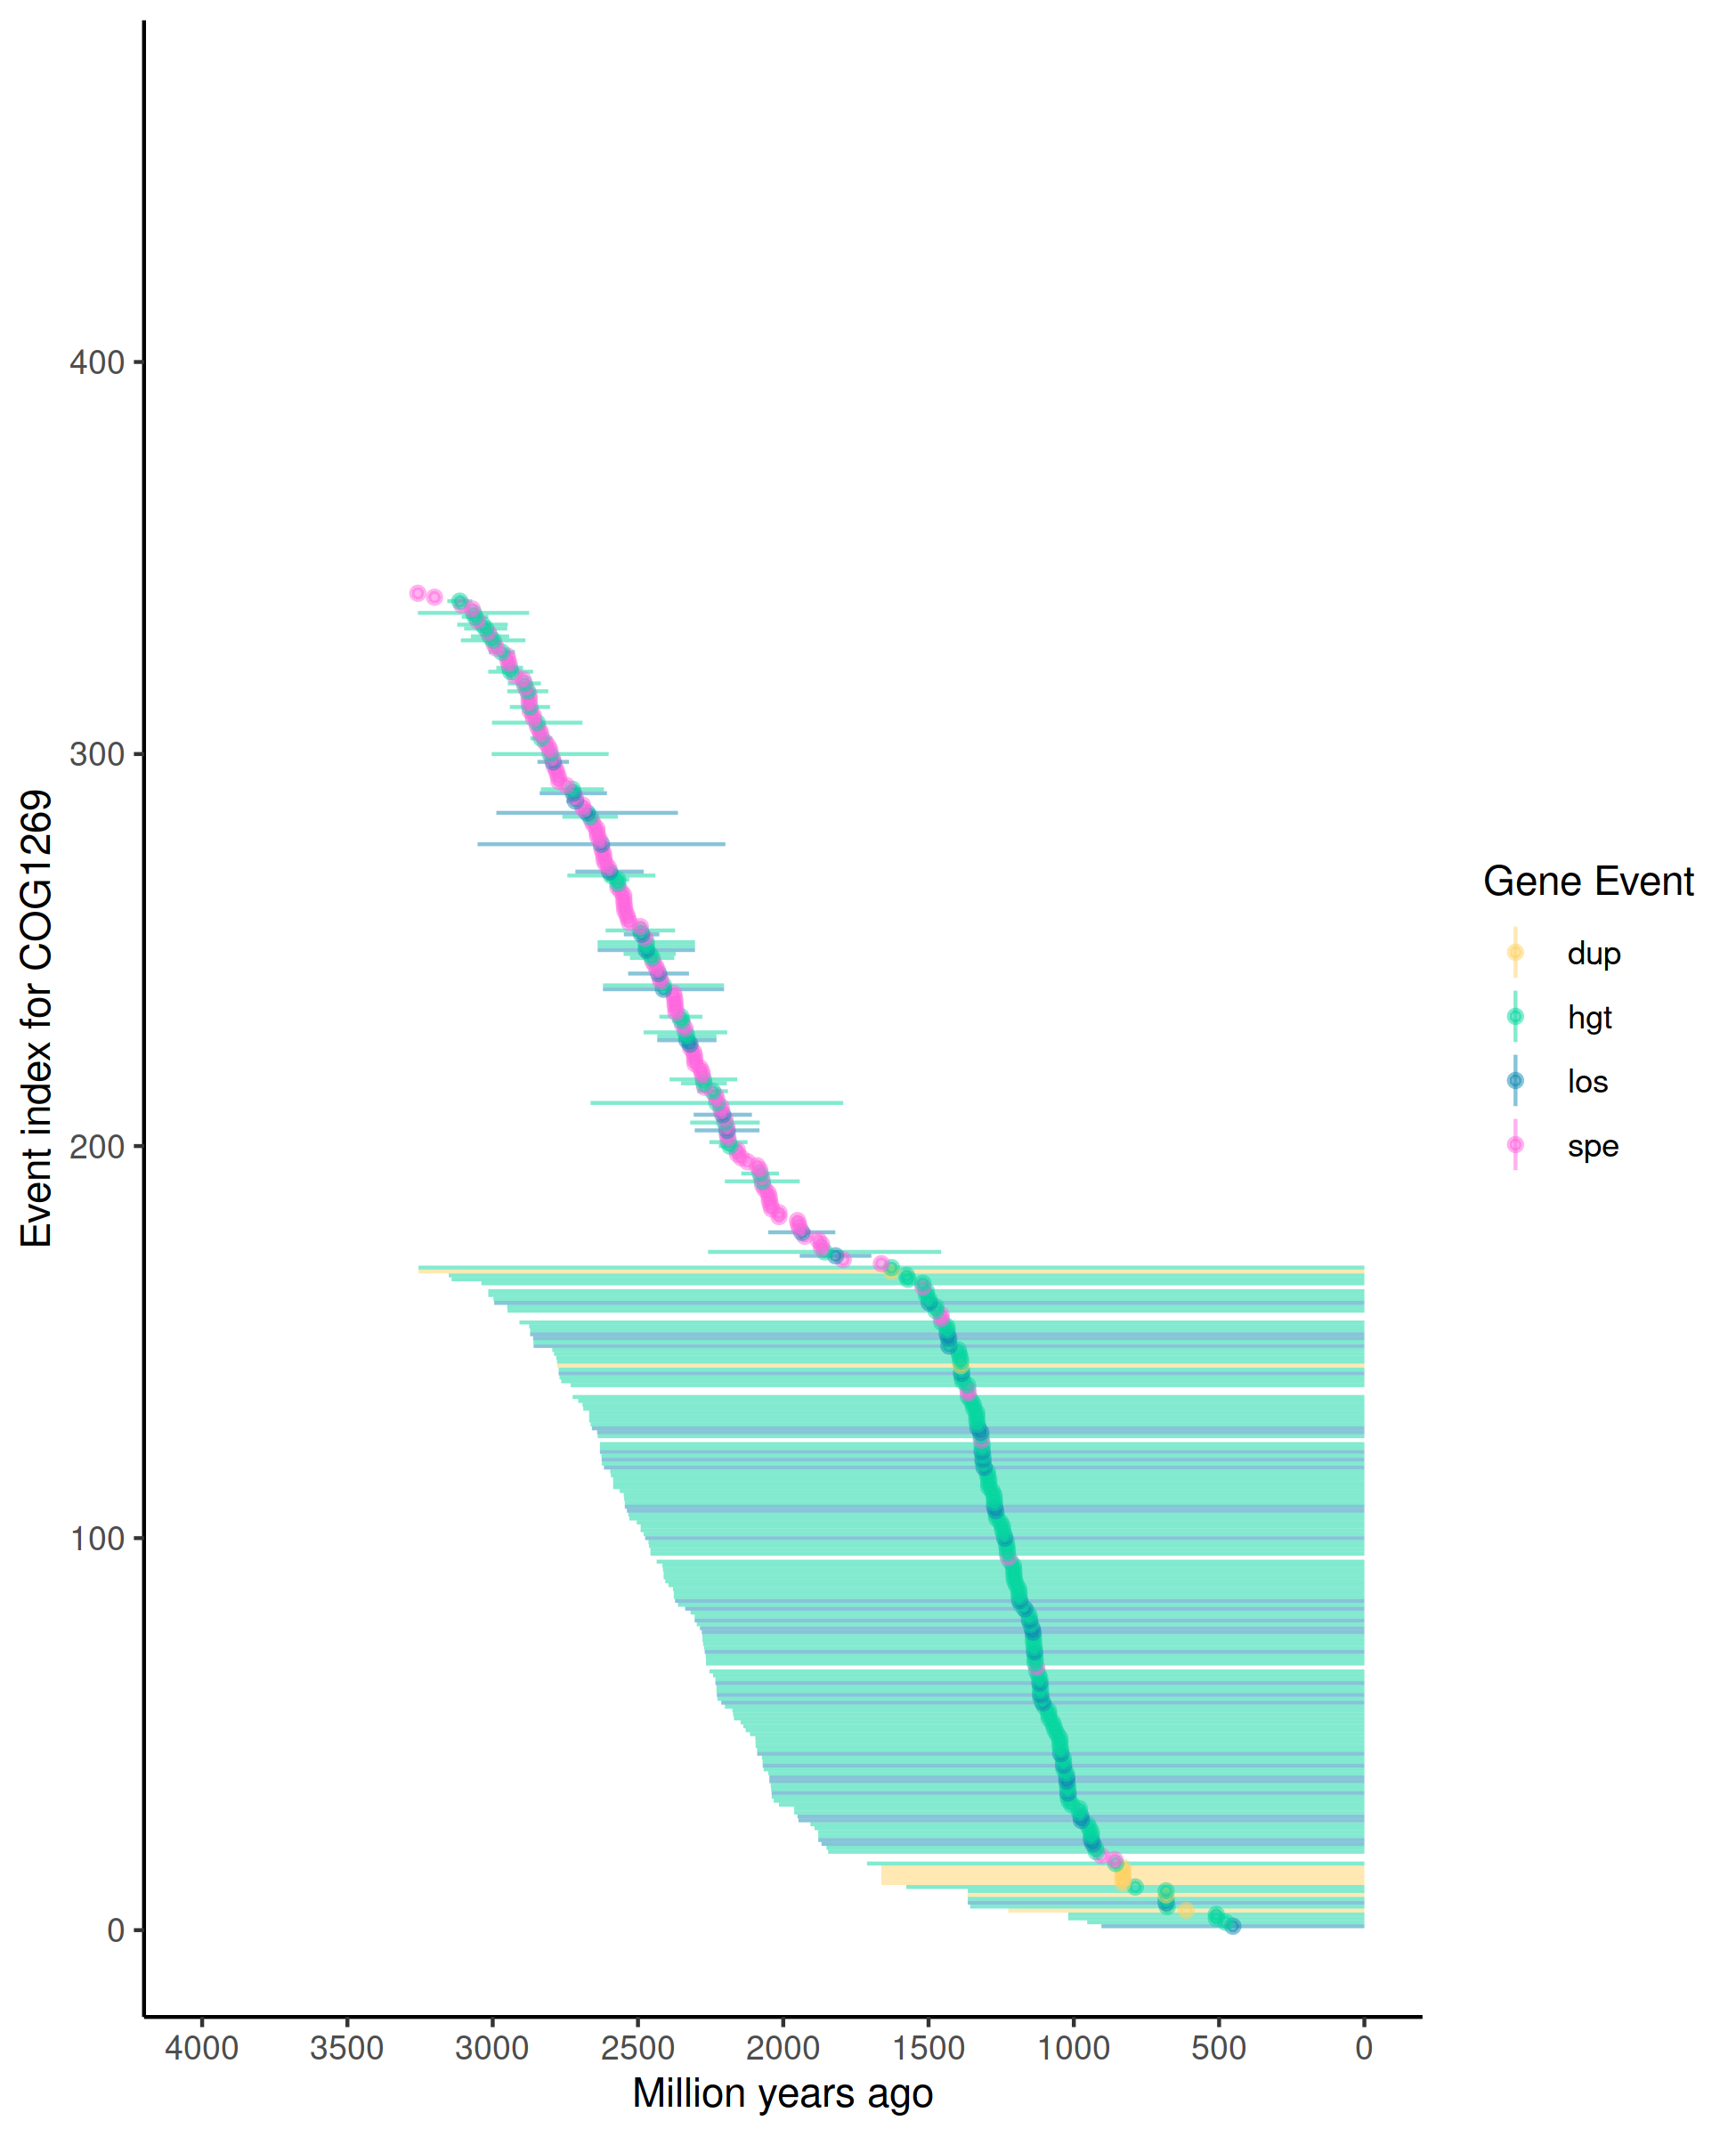 Event index for COG1269
400
300
200
100
0
4000 3500 3000 2500 2000 1500 1000 500 0
Million years ago
Gene Event
dup
hgt
los
spe